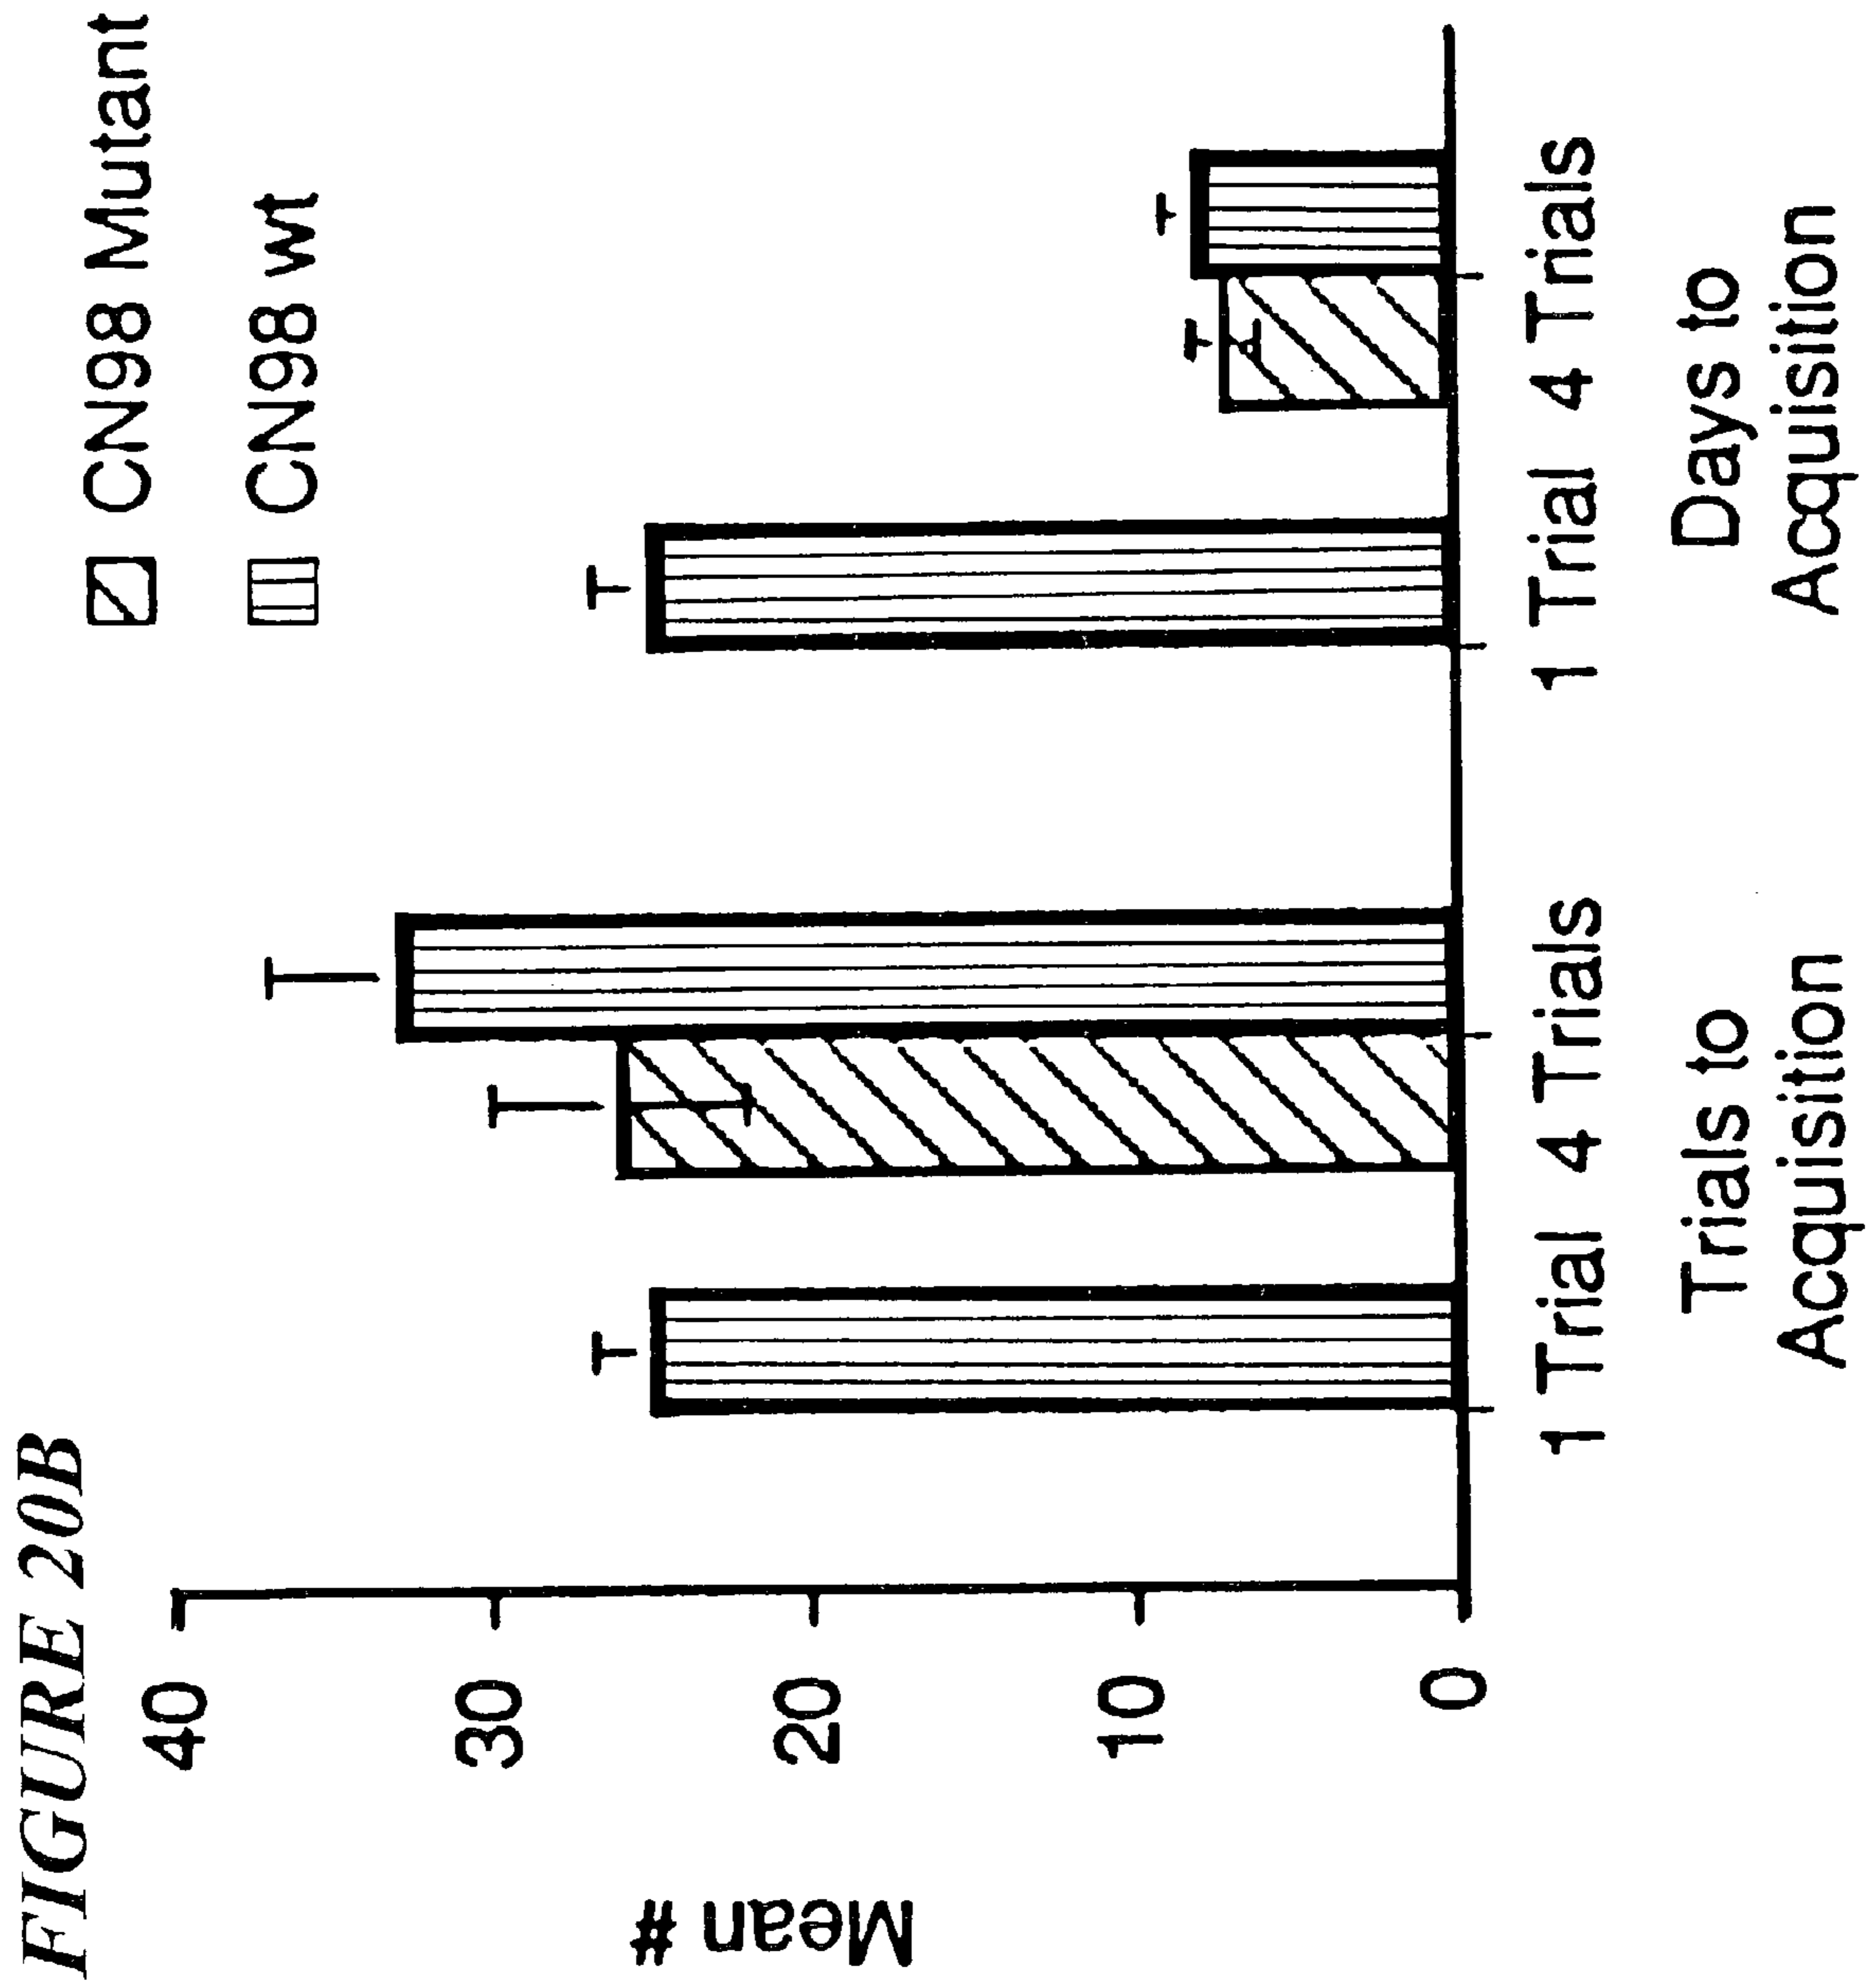 FIGURE 20B
CN98 Mutant
CN98 wt
Mean #
40
30
20
10
0
1 Trial 4 Trials 1 Trial 4 Trials
Trials to Days to
Acquisition Acquisition